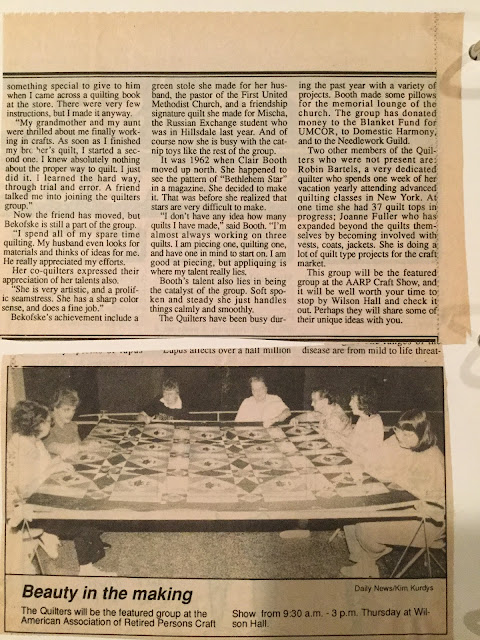 something special to give to him
when I came across a quilting book
at the store. There were very few
instructions, but I made it anyway.
"My grandmother and my aunt
were thrilled about me finally work-
ing in crafts. As soon as I finished
my brother's quilt, I started a sec-
ond one. I knew absolutely nothing
about the proper way to quilt. I just
did it. I learned the hard way,
through trial and error. A friend
talked me into joining the quilters
group."
Now the friend has moved, but
Bekofske is still a part of the group.
"I spend all of my spare time
quilting. My husband even looks for
materials and thinks of ideas for me.
He really appreciated my efforts.
Her co-quilters expressed their
appreciation of her talents also.
"She is very artistic, and a prolif-
ic seamstress. She has a sharp color
sense, and does a fine job."
Bekofske's achievement include a
green stole she made for her hus-
band, the pastor of the First United
Methodist Church, and a friendship
signature quilt she made for Mischa,
the Russian Exchange student who
was in Hillsdale last year. And of
course now she is busy with the cat-
nip toys like the rest of the group.
It was 1962 when Clair Booth
moved up north. She happened to
see the pattern of "Bethlehem Star"
in a magazine. She decided to make
it. That was before she realized that
stars are very difficult to make.
"I don't have any idea how many
quilts I have made," said Booth. "I'm
almost always working on three
quilts. I am piecing one, quilting one,
and have one in mind to start on. I am
good at piecing, but appliquing is
where my talent really lies.
Booth's talent also lies in being
the catalyst of the group. Soft spo-
ken and steady she just handles
things calmly and smoothly.
The Quilters have been busy dur-
ing the past year with a variety of
projects. Booth made some pillows
for the memorial lounge of the
church. The group has donated
money to the Blanket Fund for
UMCOR, to Domestic Harmony,
and to the Needlework Guild.
Two other members of the Quil-
ters who were not present are:
Robin Bartels, a very dedicated
quilter who spends one week of her
vacation yearly attending advanced
quilting classes in New York. At
one time she had 37 quilt tops in
progress; Joanne Fuller who has
expanded beyond the quilts them-
selves by becoming involved with
vests, coats, jackets. She is doing a
lot of quilt type projects for the craft
market.
This group will be the featured
group at the AARP Craft Show, and
it will be well worth your time to
stop by Wilson Hall and check it
out. Perhaps they will share some of
their unique ideas with you.
Lupus affects over a half million
disease are from mild to life threat-
Daily News/Kim Kurdys
Beauty in the making
The Quilters will be the featured group at the
American Association of Retired Persons Craft
Show from 9:30 a.m. - 3 p.m. Thursday at Wil-
son Hall.